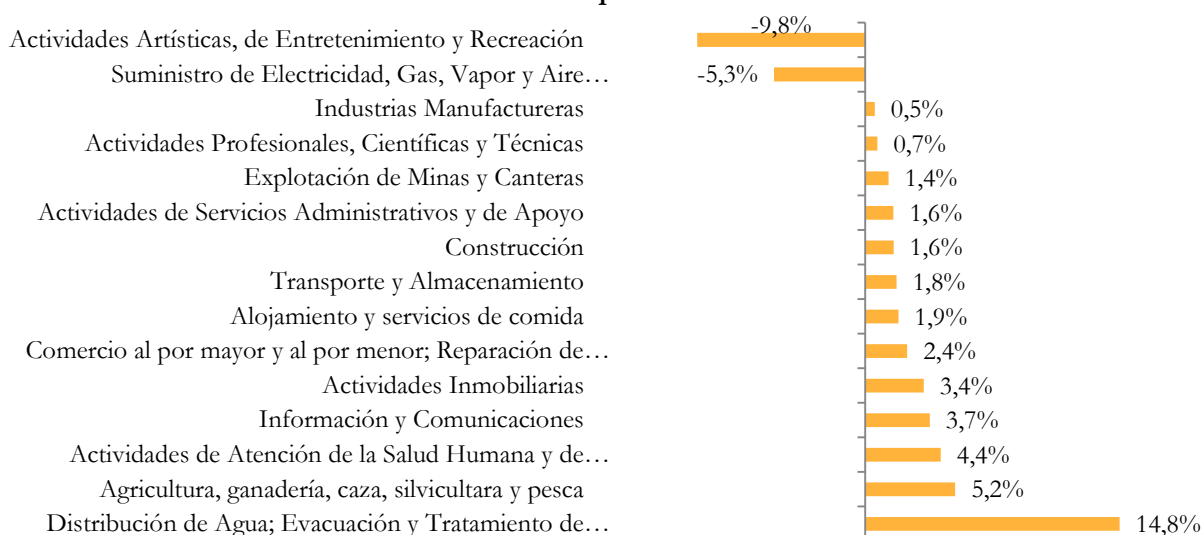 Actividades Artísticas, de Entretenimiento y Recreación -9,8%
Suministro de Electricidad, Gas, Vapor y Aire… -5,3%
Industrias Manufactureras 0,5%
Actividades Profesionales, Científicas y Técnicas 0,7%
Explotación de Minas y Canteras 1,4%
Actividades de Servicios Administrativos y de Apoyo 1,6%
Construcción 1,6%
Transporte y Almacenamiento 1,8%
Alojamiento y servicios de comida 1,9%
Comercio al por mayor y al por menor; Reparación de… 2,4%
Actividades Inmobiliarias 3,4%
Información y Comunicaciones 3,7%
Actividades de Atención de la Salud Humana y de… 4,4%
Agricultura, ganadería, caza, silvicultara y pesca 5,2%
Distribución de Agua; Evacuación y Tratamiento de… 14,8%